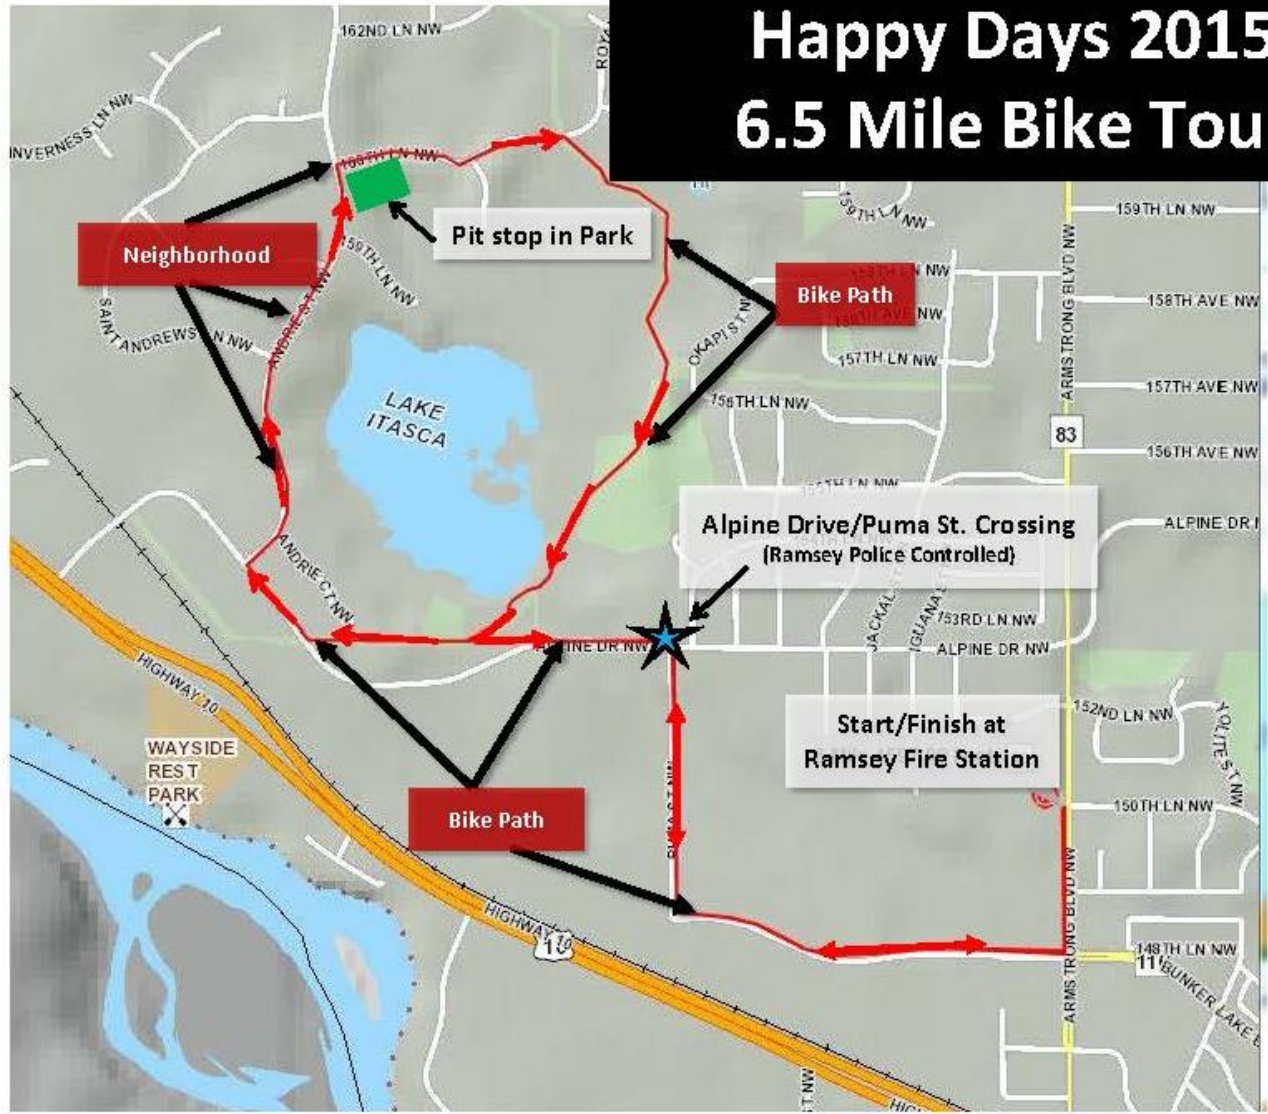 Happy Days 2015
6.5 Mile Bike Tou
162ND LN NW
INVERNESS LN NW
159TH LN NW
159TH LN NW
Pit stop in Park
Neighborhood
159TH LN NW
Bike Path
ARMSTRONG BLVD NW
158TH AVE NW
SAINT ANDREWS LN NW
ANDRIE ST NW
OKAPI ST NW
157TH LN NW
157TH AVE NW
LAKE
ITASCA
156TH LN NW
83
156TH AVE NW
Alpine Drive/Puma St. Crossing
(Ramsey Police Controlled)
ALPINE DR
ANDRIE CT NW
153RD LN NW
ALPINE DR NW
ALPINE DR NW
HIGHWAY 10
Start/Finish at
Ramsey Fire Station
152ND LN NW
YOLITE ST NW
WAYSIDE
REST
PARK
150TH LN NW
Bike Path
PUMA ST NW
ARMSTRONG BLVD NW
HIGHWAY 10
10
148TH LN NW
BUNKER LAKE